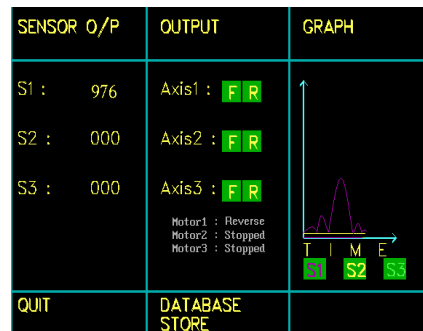 SENSOR O/P OUTPUT GRAPH
S1 : 976 Axis1 : F R
S2 : 000 Axis2 : F R
S3 : 000 Axis3 : F R
Motor1 : Reverse
Motor2 : Stopped
Motor3 : Stopped
T I M E
S1 S2 S3
QUIT DATABASE
STORE